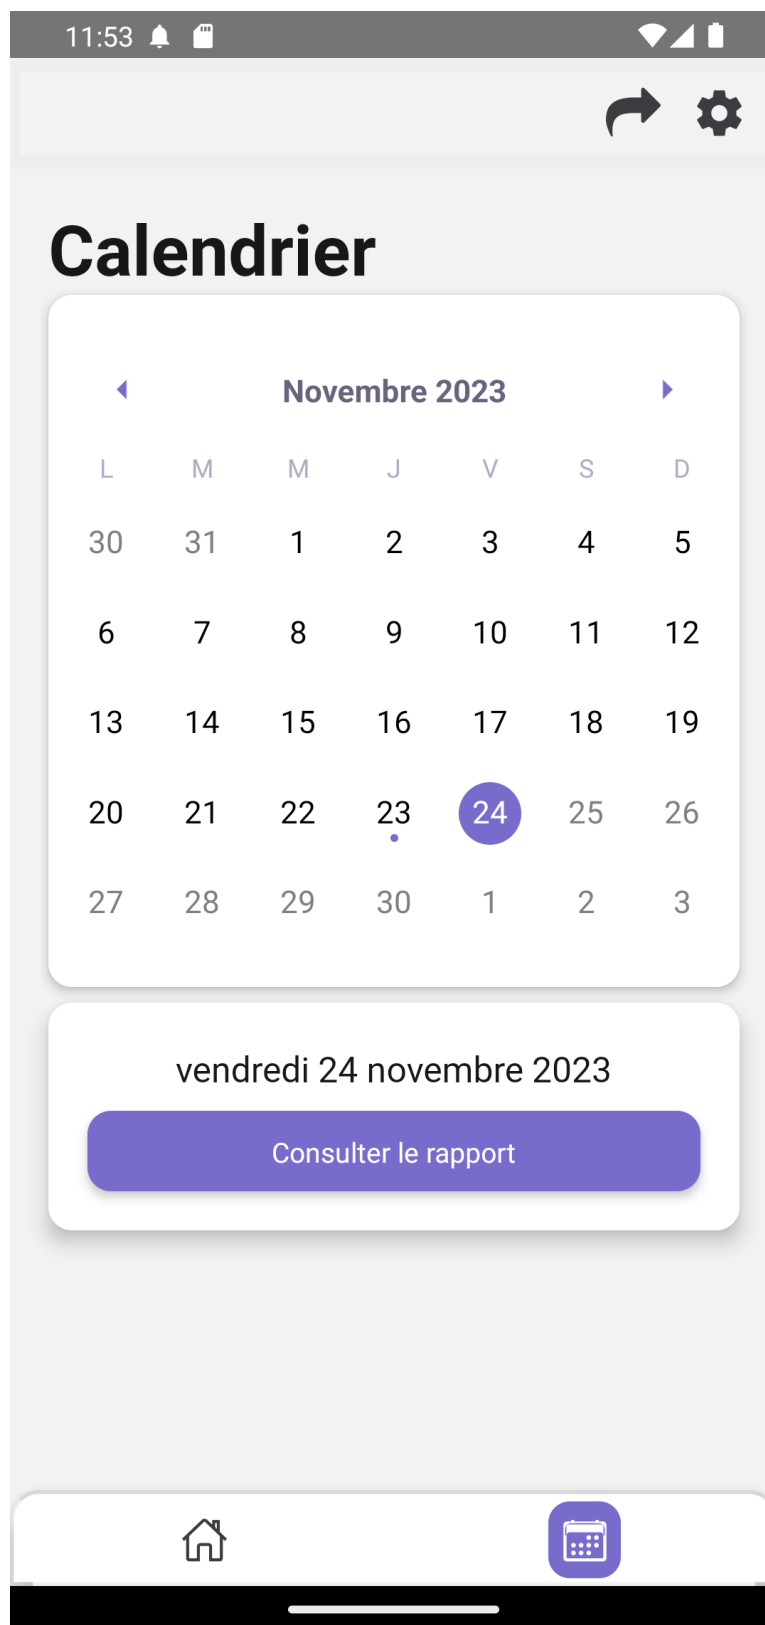 11:53
Calendrier
Novembre 2023
L M M J V S D
30 31 1 2 3 4 5
6 7 8 9 10 11 12
13 14 15 16 17 18 19
20 21 22 23 24 25 26
27 28 29 30 1 2 3
vendredi 24 novembre 2023
Consulter le rapport